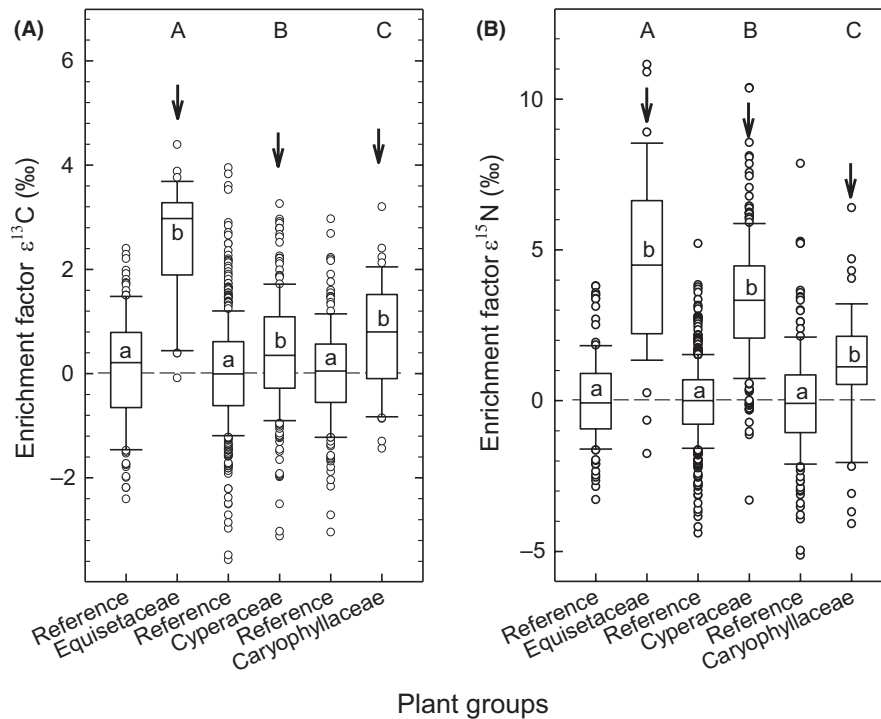 (A)
A B C
6
4
2
0
−2
Enrichment factor ε13C (‰)
a b a b a b
Reference
Equisetaceae
Reference
Cyperaceae
Reference
Caryophyllaceae
(B)
A B C
10
5
0
−5
Enrichment factor ε15N (‰)
a b a b a b
Reference
Equisetaceae
Reference
Cyperaceae
Reference
Caryophyllaceae
Plant groups